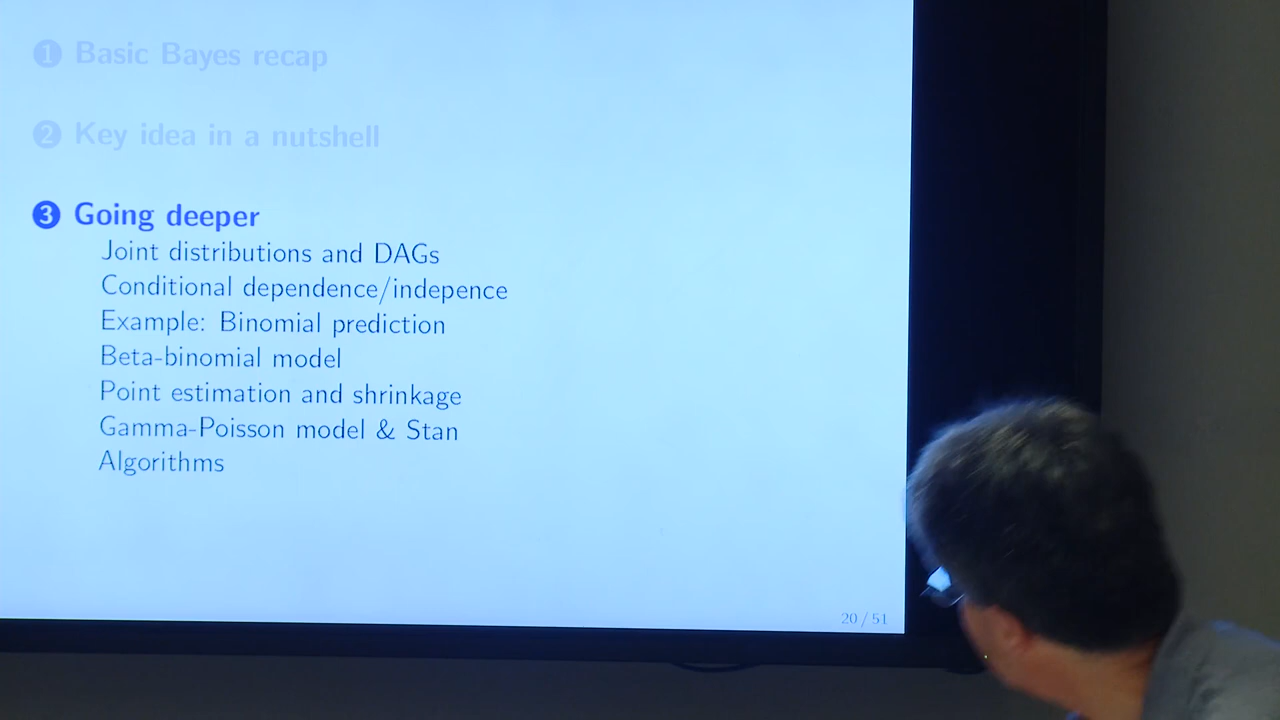 1 Basic Bayes recap
2 Key idea in a nutshell
3 Going deeper
Joint distributions and DAGs
Conditional dependence/indepence
Example: Binomial prediction
Beta-binomial model
Point estimation and shrinkage
Gamma-Poisson model & Stan
Algorithms
20 / 51